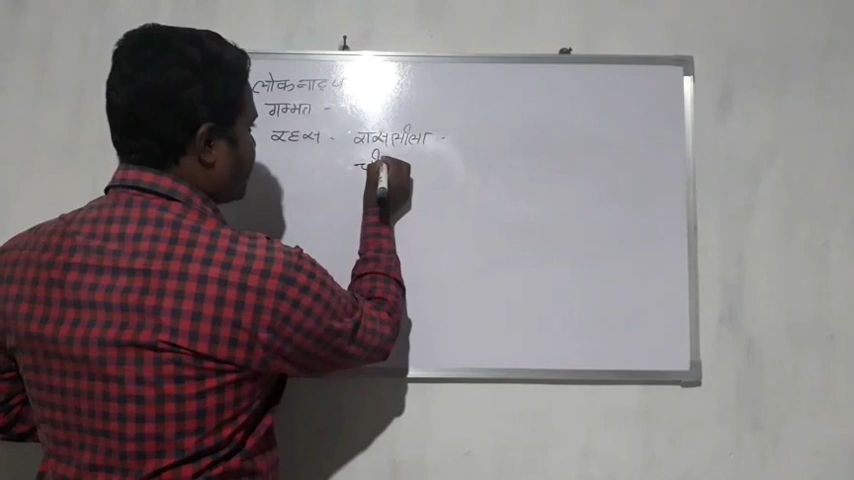 लोकनाट्य
गम्मत -
रहस - रासलीला -